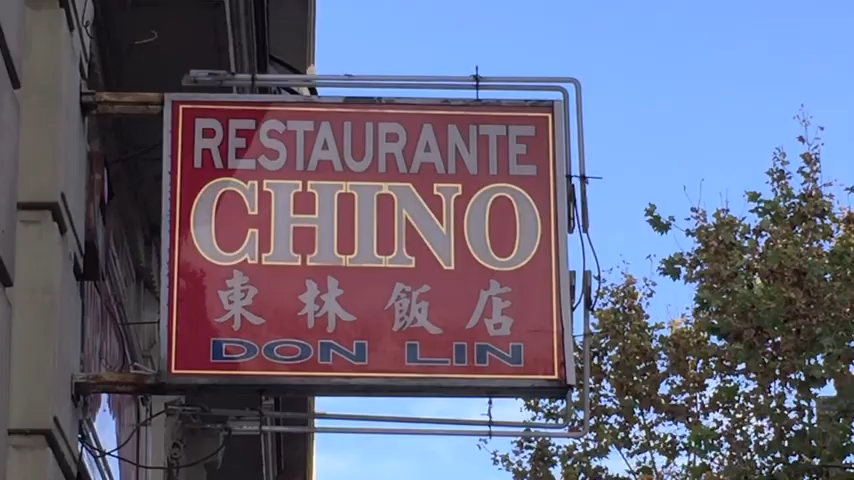 RESTAURANTE
CHINO
東林飯店
DON LIN